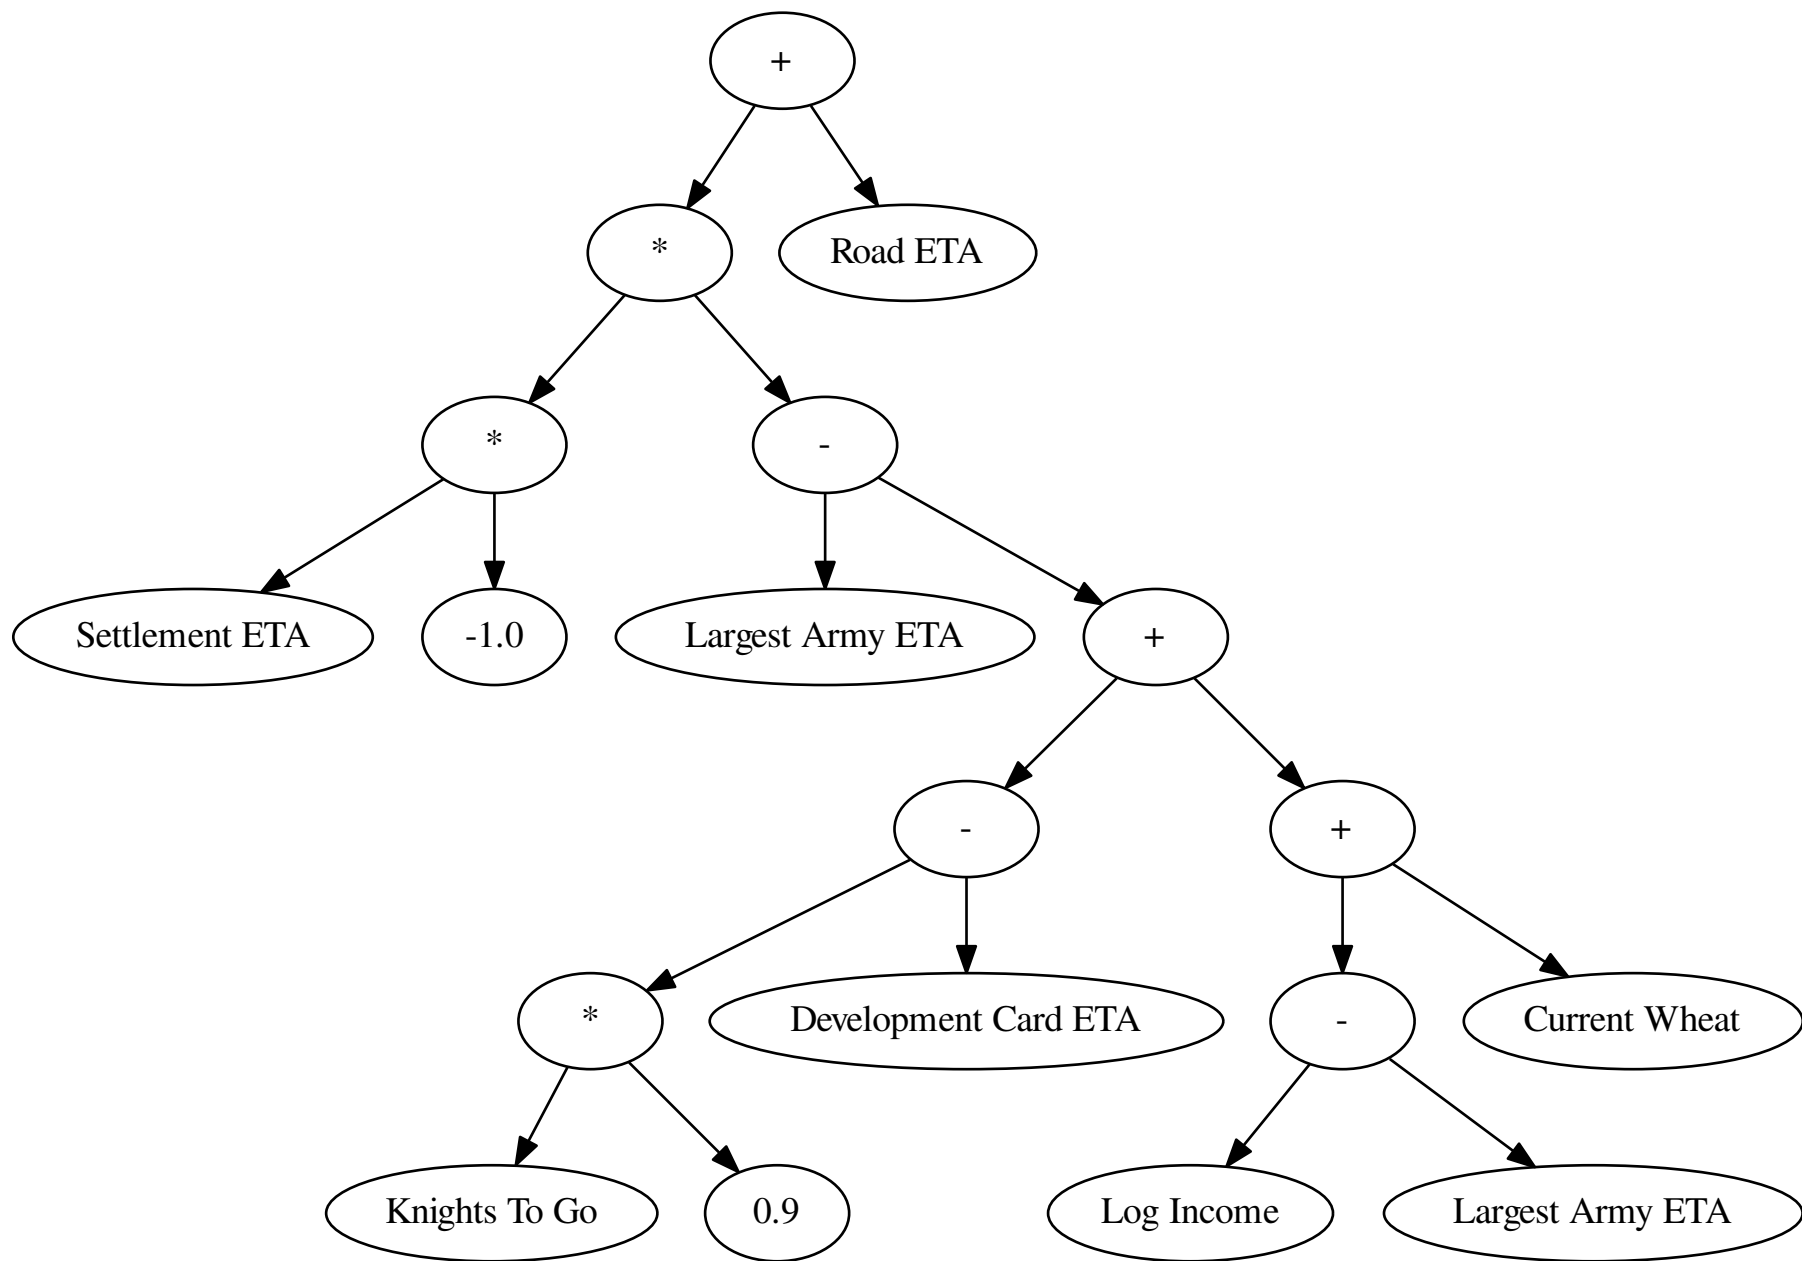 +
*
Road ETA
*
-
Settlement ETA
-1.0
Largest Army ETA
+
-
+
*
Development Card ETA
-
Current Wheat
Knights To Go
0.9
Log Income
Largest Army ETA